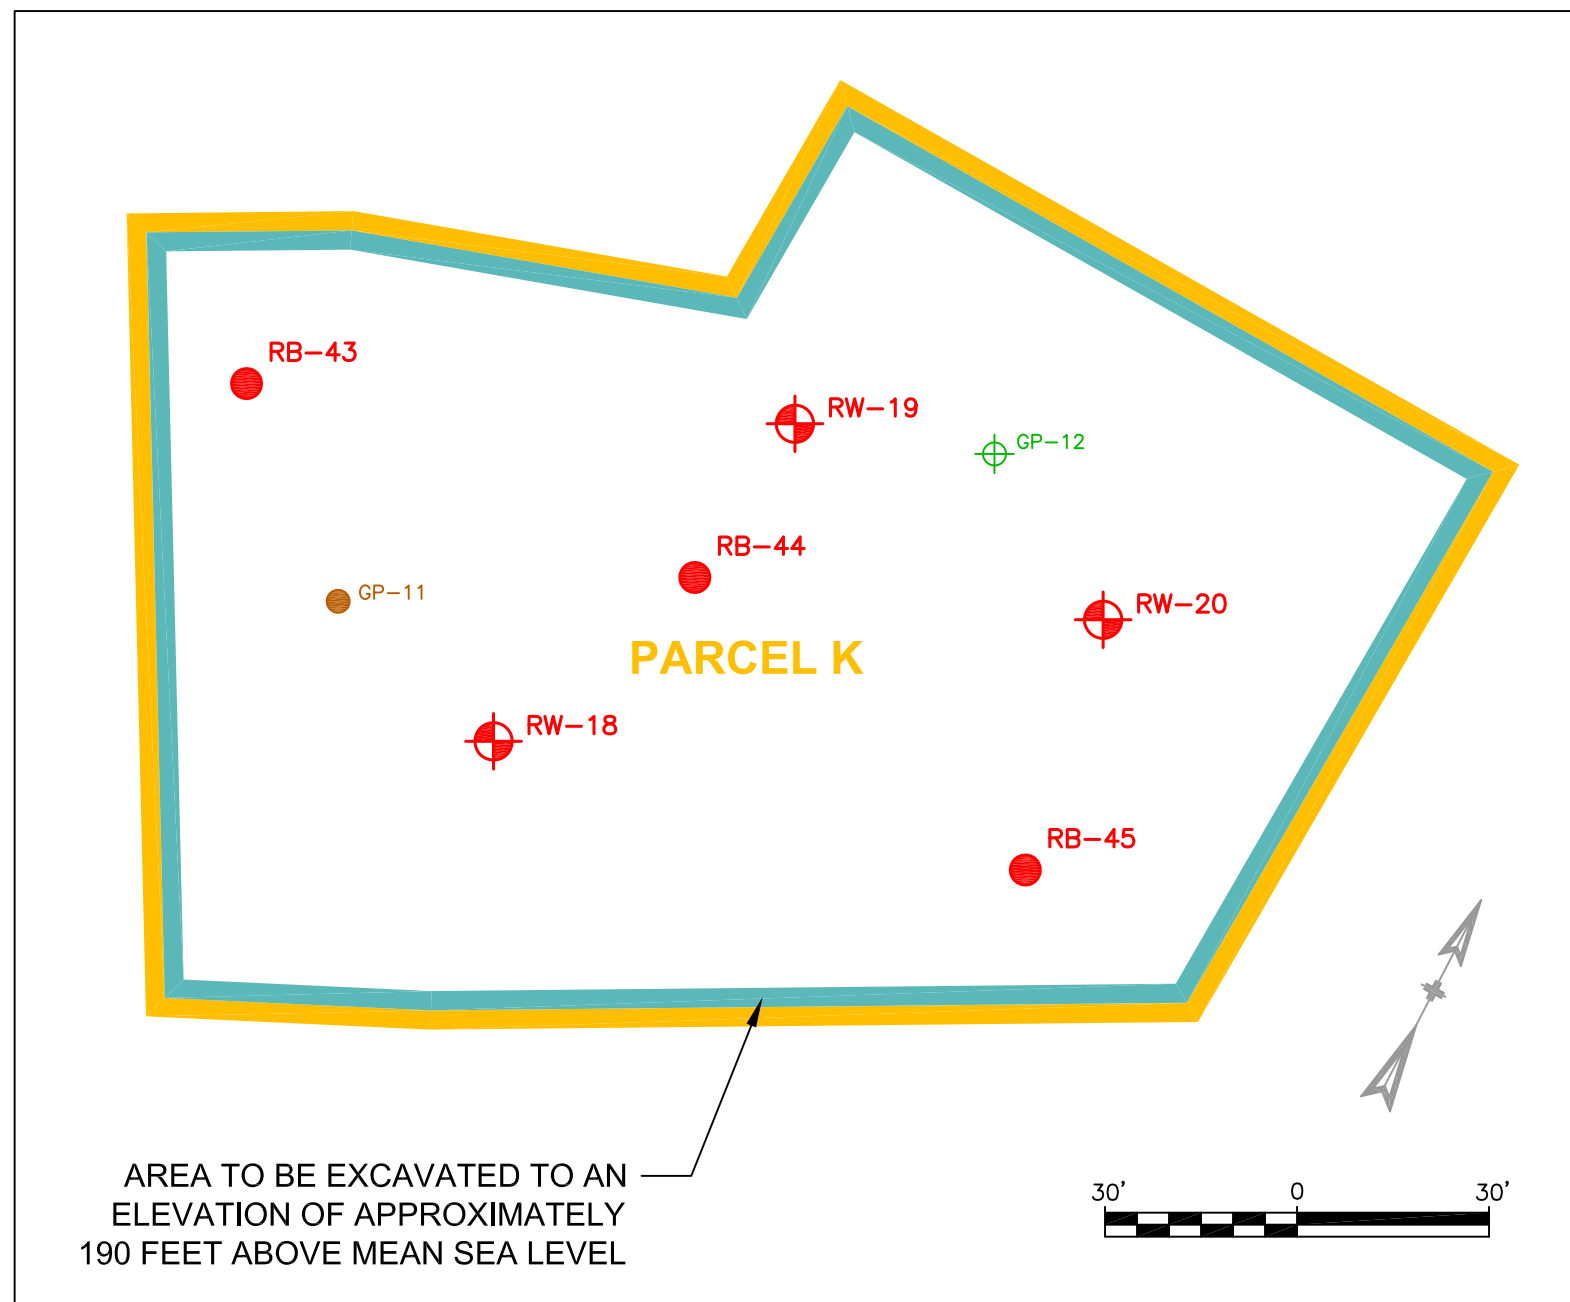 RB-43
RW-19
GP-12
RB-44
GP-11
RW-20
PARCEL K
RW-18
RB-45
AREA TO BE EXCAVATED TO AN
ELEVATION OF APPROXIMATELY
190 FEET ABOVE MEAN SEA LEVEL
30' 0 30'